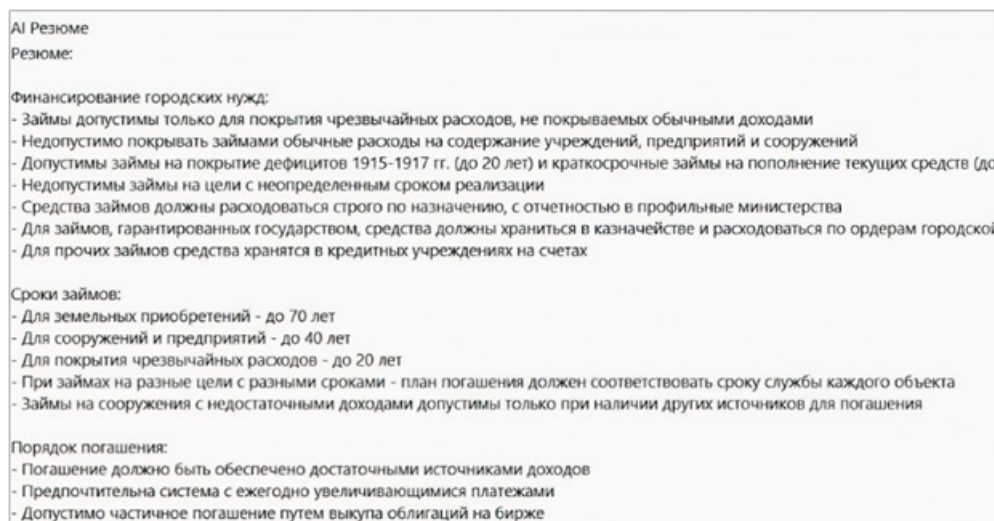 AI Резюме
Резюме:
Финансирование городских нужд:
- Займы допустимы только для покрытия чрезвычайных расходов, не покрываемых обычными доходами
- Недопустимо покрывать займами обычные расходы на содержание учреждений, предприятий и сооружений
- Допустимы займы на покрытие дефицитов 1915-1917 гг. (до 20 лет) и краткосрочные займы на пополнение текущих средств (до
- Недопустимы займы на цели с неопределенным сроком реализации
- Средства займов должны расходоваться строго по назначению, с отчетностью в профильные министерства
- Для займов, гарантированных государством, средства должны храниться в казначействе и расходоваться по ордерам городской
- Для прочих займов средства хранятся в кредитных учреждениях на счетах
Сроки займов:
- Для земельных приобретений - до 70 лет
- Для сооружений и предприятий - до 40 лет
- Для покрытия чрезвычайных расходов - до 20 лет
- При займах на разные цели с разными сроками - план погашения должен соответствовать сроку службы каждого объекта
- Займы на сооружения с недостаточными доходами допустимы только при наличии других источников для погашения
Порядок погашения:
- Погашение должно быть обеспечено достаточными источниками доходов
- Предпочтительна система с ежегодно увеличивающимися платежами
- Допустимо частичное погашение путем выкупа облигаций на бирже